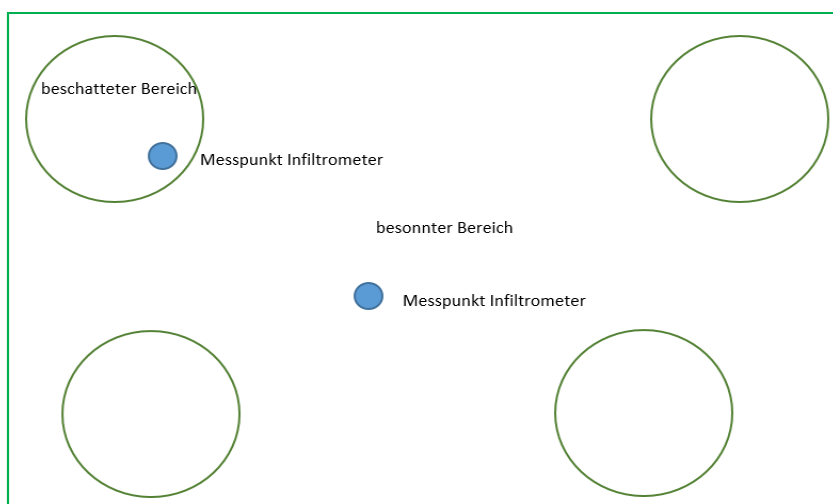 beschatteter Bereich
Messpunkt Infiltrometer
besonnter Bereich
Messpunkt Infiltrometer